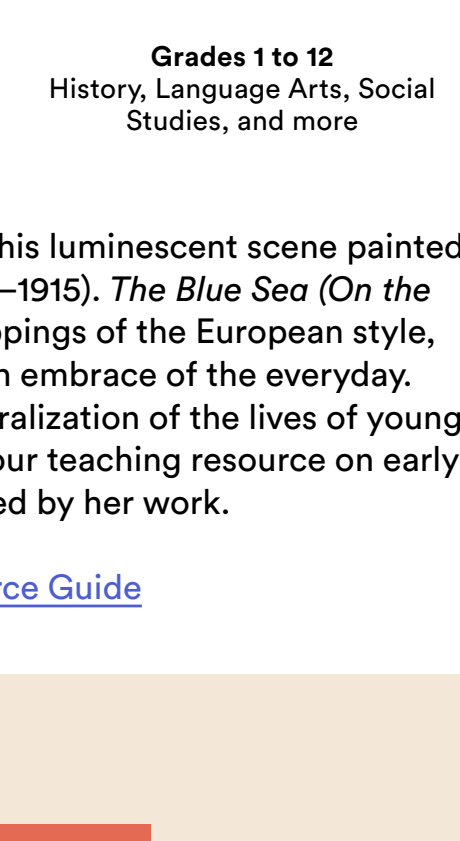 Grades 1 to 12
History, Language Arts, Social
Studies, and more
his luminescent scene painted
–1915). The Blue Sea (On the
pings of the European style,
embrace of the everyday.
ralization of the lives of young
our teaching resource on early
ed by her work.
rce Guide